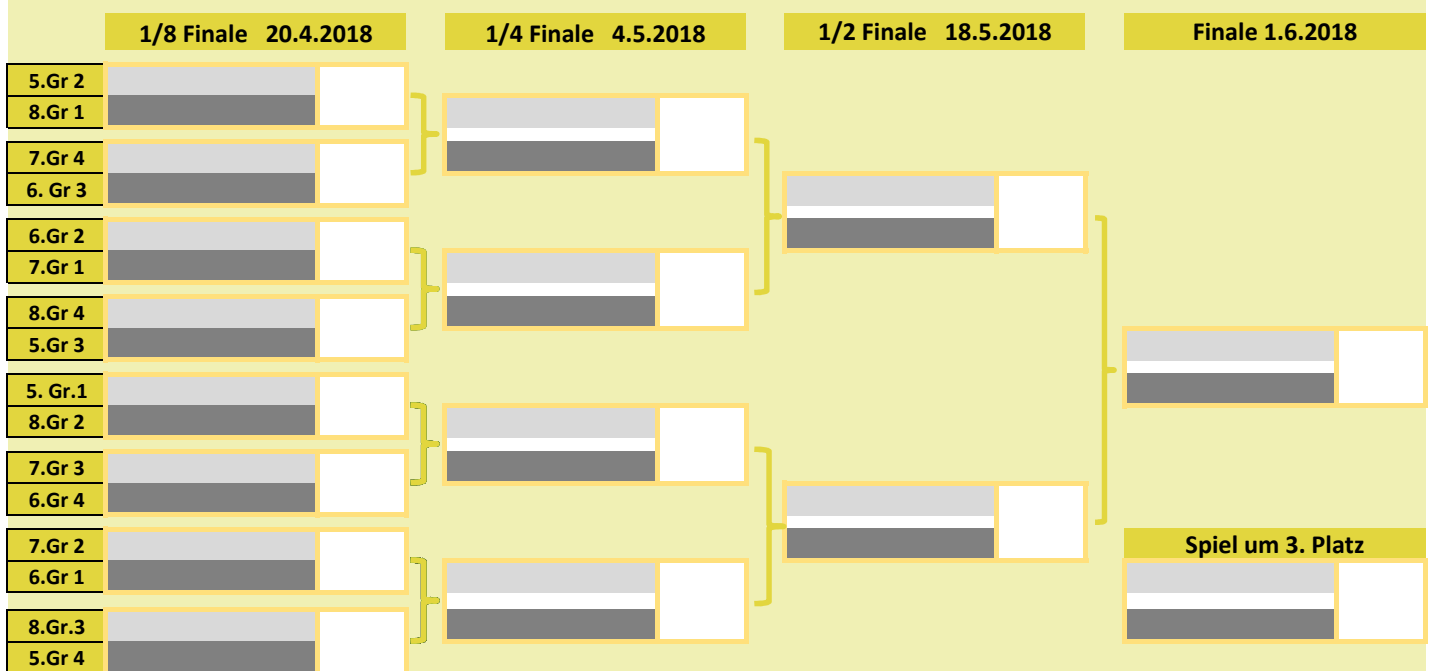 1/8 Finale 20.4.2018
1/4 Finale 4.5.2018
1/2 Finale 18.5.2018
Finale 1.6.2018
5.Gr 2
8.Gr 1
7.Gr 4
6. Gr 3
6.Gr 2
7.Gr 1
8.Gr 4
5.Gr 3
5. Gr.1
8.Gr 2
7.Gr 3
6.Gr 4
7.Gr 2
6.Gr 1
8.Gr.3
5.Gr 4
Spiel um 3. Platz